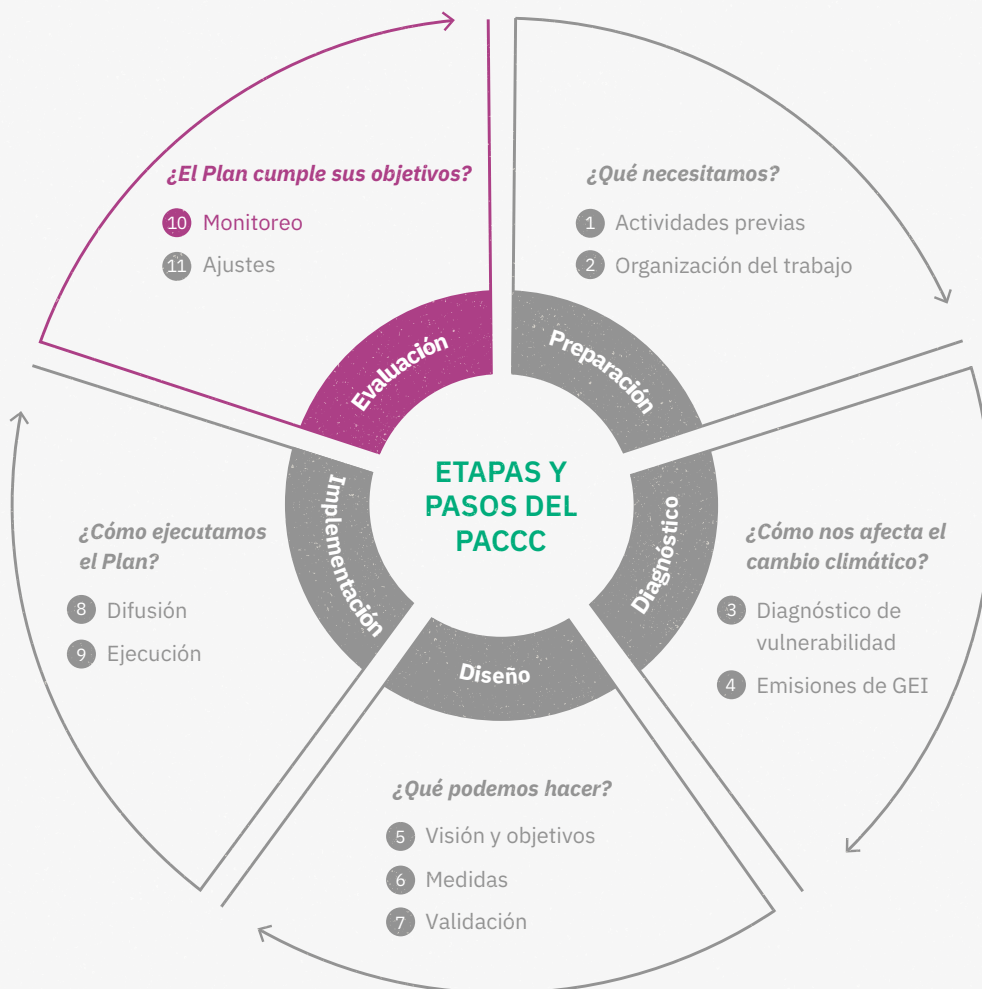 ¿El Plan cumple sus objetivos?
10 Monitoreo
11 Ajustes
¿Qué necesitamos?
1 Actividades previas
2 Organización del trabajo
Evaluación
Preparación
ETAPAS Y
PASOS DEL
PACCC
Implementación
Diagnóstico
Diseño
¿Cómo nos afecta el
cambio climático?
3 Diagnóstico de
vulnerabilidad
4 Emisiones de GEI
¿Qué podemos hacer?
5 Visión y objetivos
6 Medidas
7 Validación
¿Cómo ejecutamos
el Plan?
8 Difusión
9 Ejecución